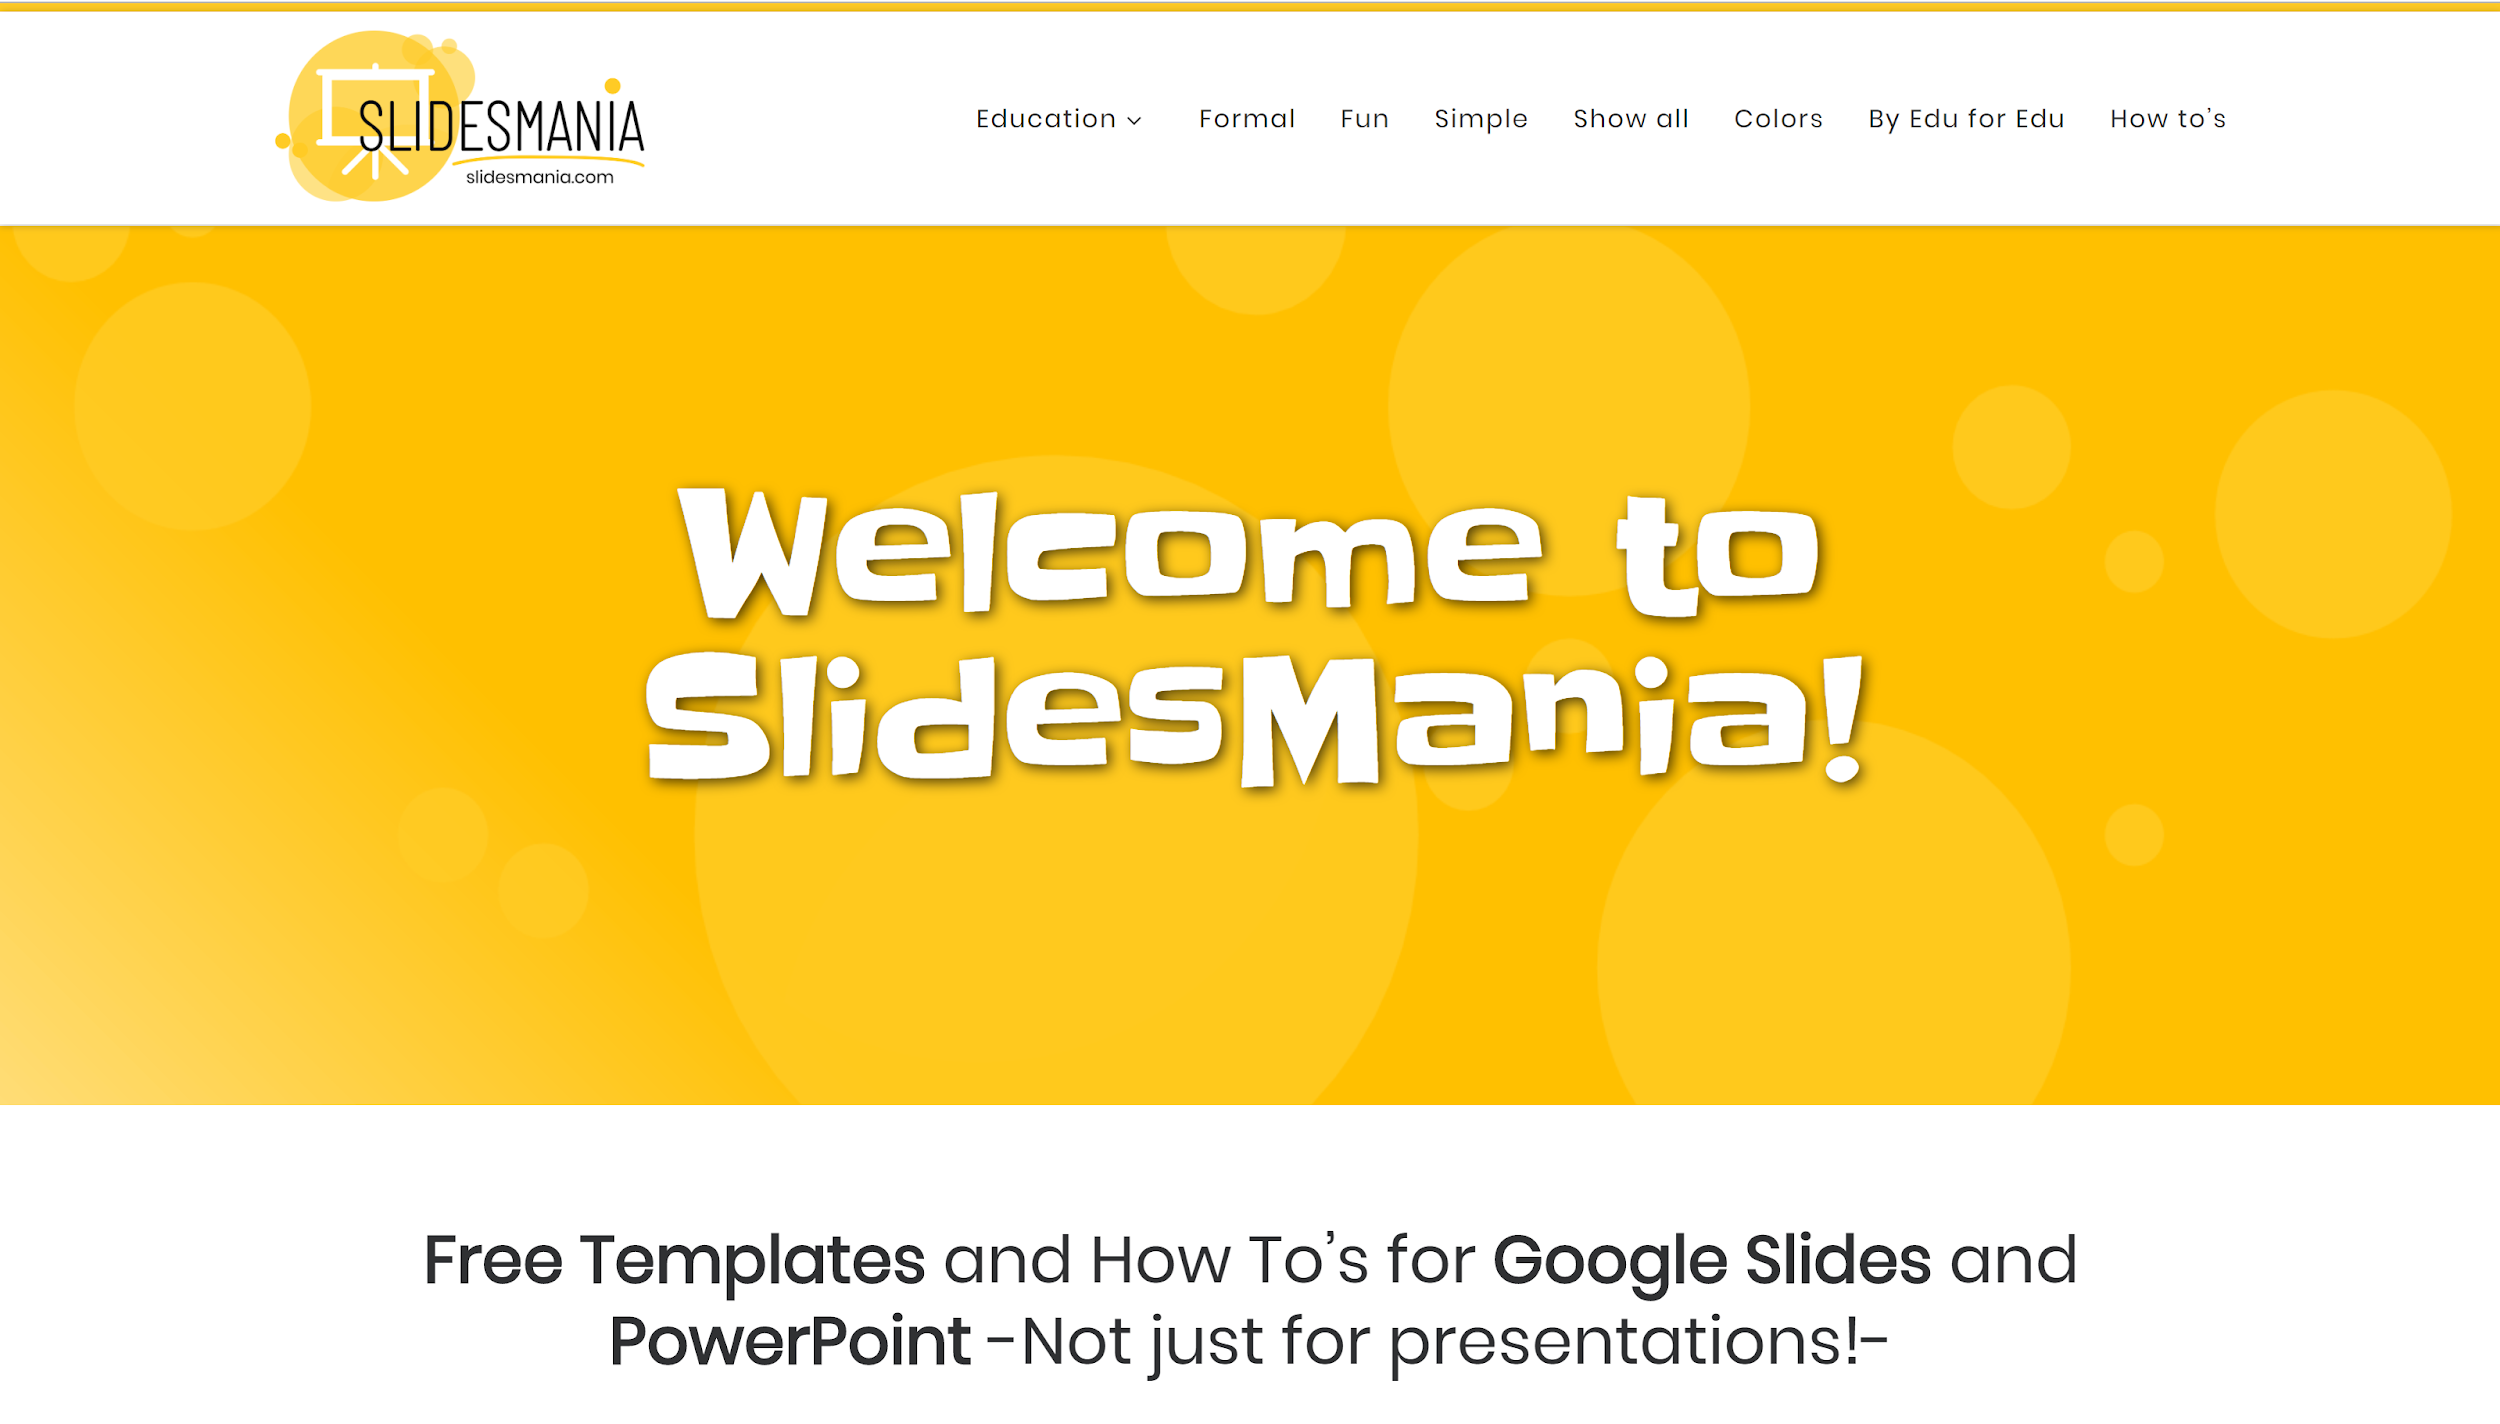 SLIDESMANIA
slidesmania.com
Education Formal Fun Simple Show all Colors By Edu for Edu How to's
Welcome to
SlidesMania!
Free Templates and How To's for Google Slides and
PowerPoint –Not just for presentations!–